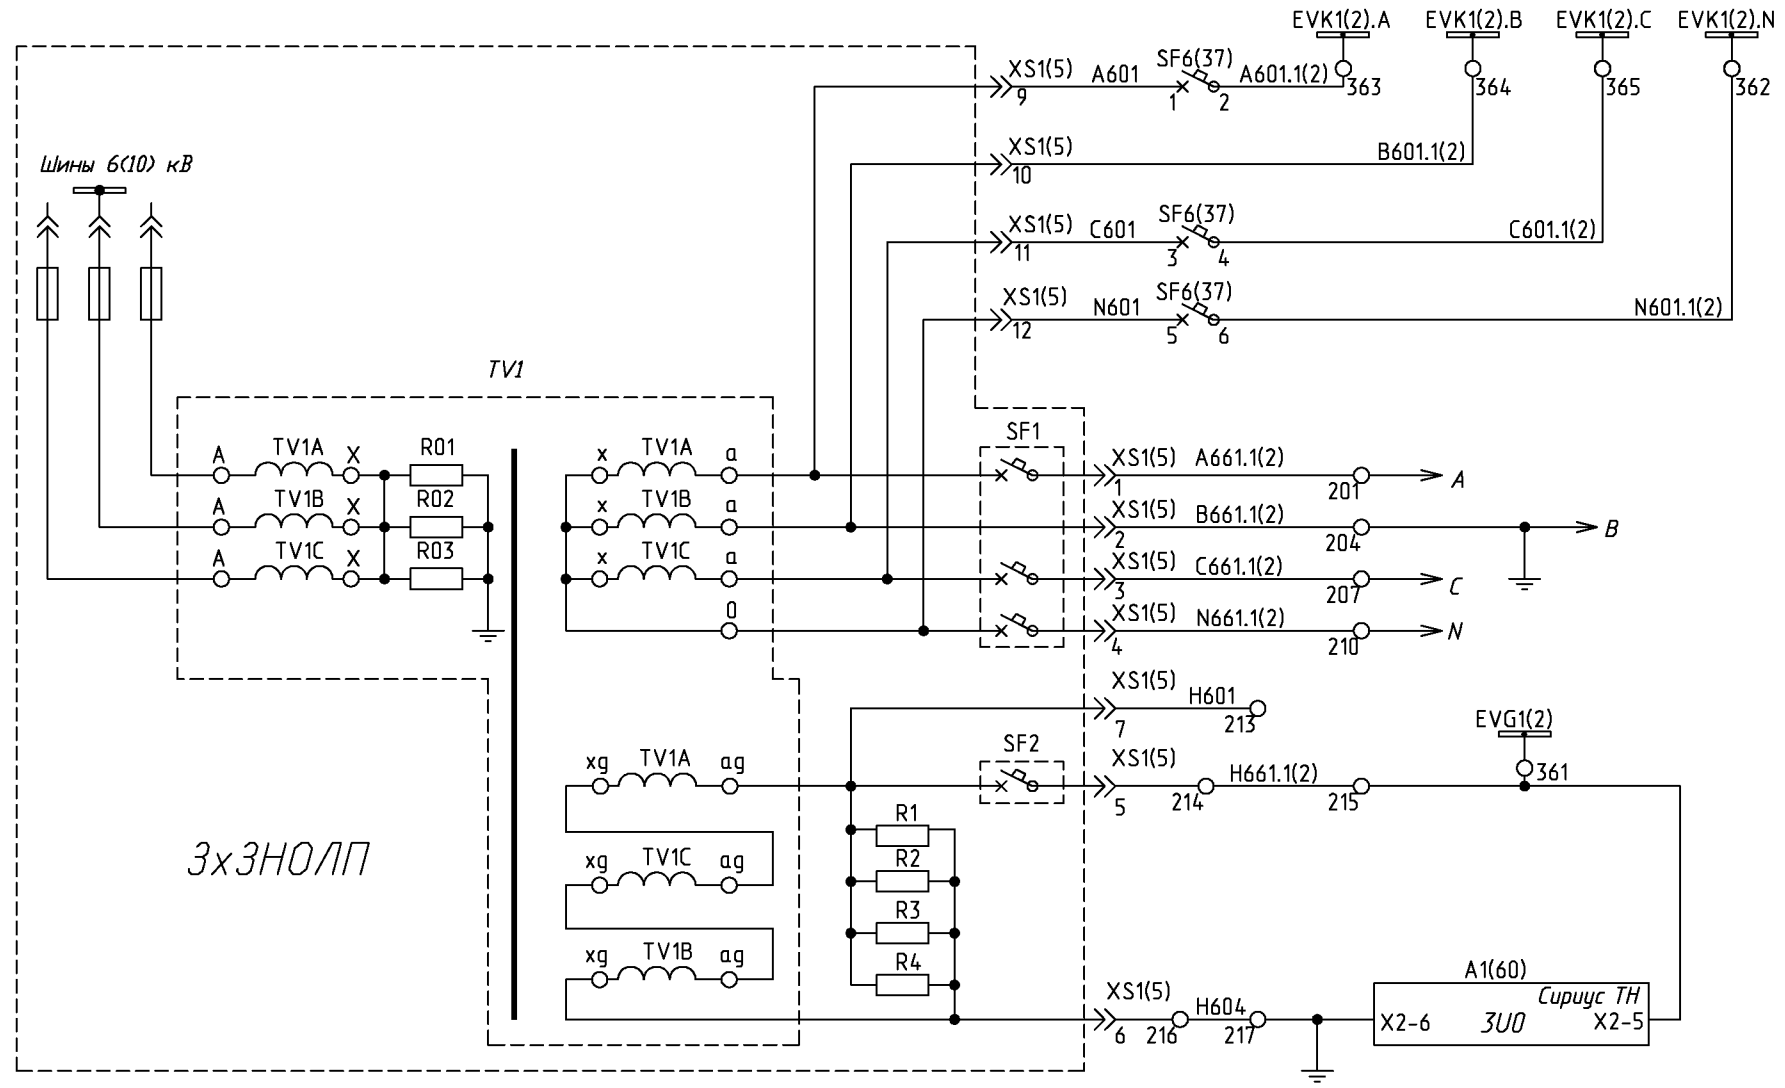 EVK1(2).A EVK1(2).B EVK1(2).C EVK1(2).N
XS1(5) A601 SF6(37) A601.1(2)
9 1 2 363 364 365 362
XS1(5) B601.1(2)
10
XS1(5) C601 SF6(37) C601.1(2)
11 3 4
XS1(5) N601 SF6(37) N601.1(2)
12 5 6
Шины 6(10) кВ
TV1
A TV1A X R01 x TV1A a SF1 XS1(5) A661.1(2)
1 201 A
A TV1B X R02 x TV1B a XS1(5) B661.1(2)
2 204 B
A TV1C X R03 x TV1C a XS1(5) C661.1(2)
3 207 C
0 XS1(5) N661.1(2)
4 210 N
XS1(5) H601
7 213
EVG1(2)
xg TV1A ag SF2 XS1(5) H661.1(2) 361
5 214 215
R1
3х3НОЛП
xg TV1C ag R2
R3
xg TV1B ag R4
A1(60)
XS1(5) H604 Сириус ТН
6 216 217 X2-6 3U0 X2-5